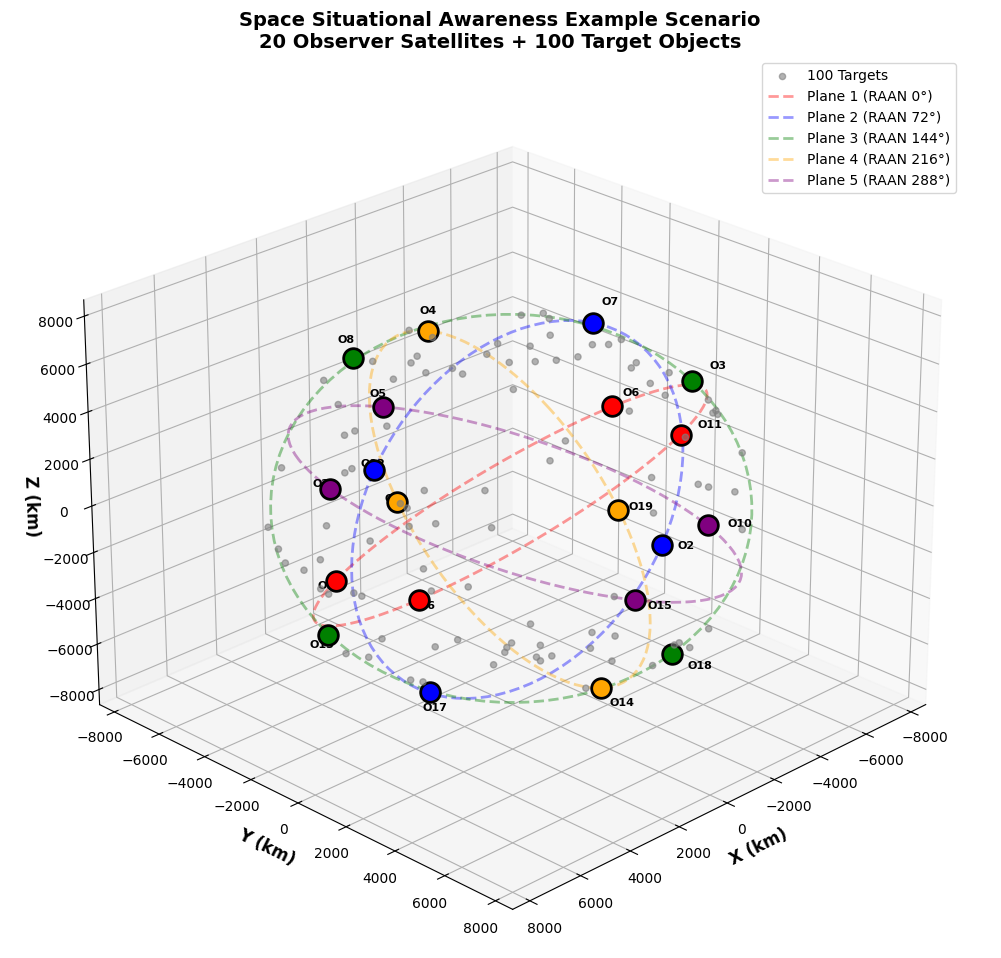 Space Situational Awareness Example Scenario
20 Observer Satellites + 100 Target Objects
100 Targets
Plane 1 (RAAN 0°)
Plane 2 (RAAN 72°)
Plane 3 (RAAN 144°)
Plane 4 (RAAN 216°)
Plane 5 (RAAN 288°)
O7
O4
O8
O3
O5
O6
O11
O19
O10
O2
O15
O18
O14
O17
Z (km)
8000
6000
4000
2000
0
−2000
−4000
−6000
−8000
Y (km)
−8000
−6000
−4000
−2000
0
2000
4000
6000
8000
X (km)
−8000
−6000
−4000
−2000
0
2000
4000
6000
8000